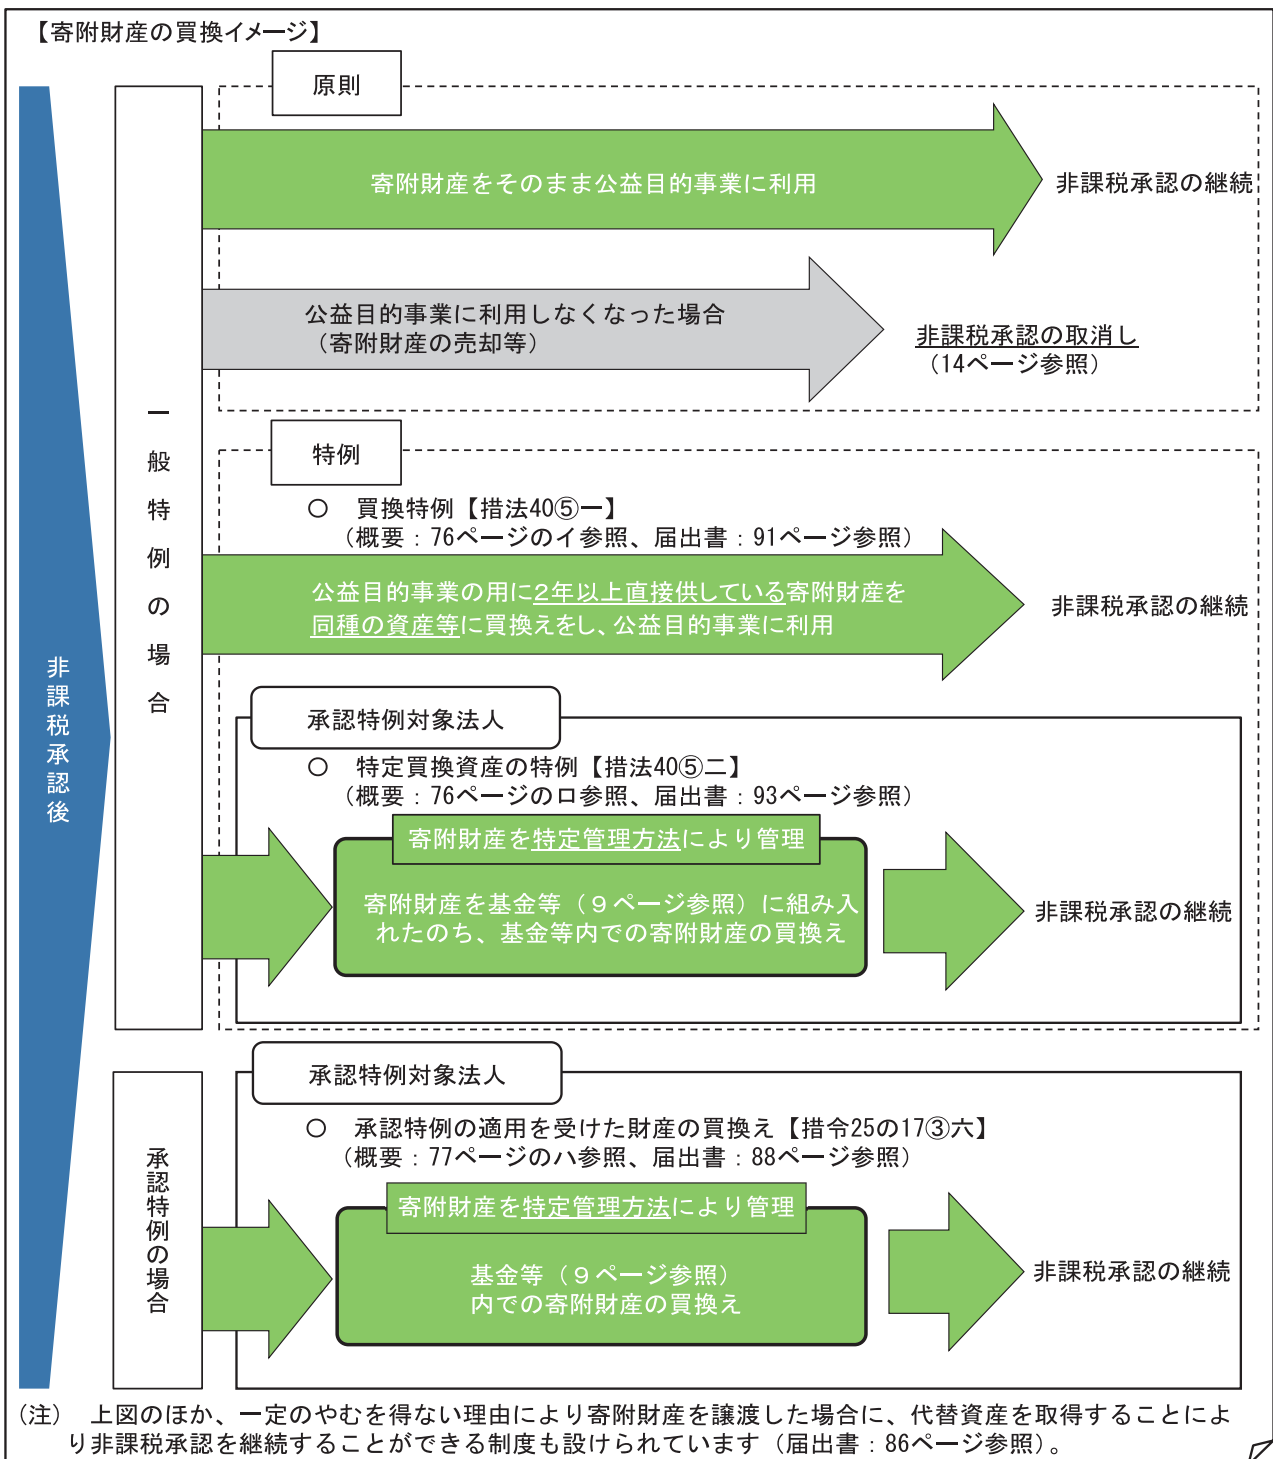 【寄附財産の買換イメージ】
原則
寄附財産をそのまま公益目的事業に利用
非課税承認の継続
公益目的事業に利用しなくなった場合
（寄附財産の売却等）
非課税承認の取消し
（14ページ参照）
一般特例の場合
特例
○　買換特例【措法40⑤一】
（概要：76ページのイ参照、届出書：91ページ参照）
公益目的事業の用に２年以上直接供している寄附財産を
同種の資産等に買換えをし、公益目的事業に利用
非課税承認の継続
非課税承認後
承認特例対象法人
○　特定買換資産の特例【措法40⑤二】
（概要：76ページのロ参照、届出書：93ページ参照）
寄附財産を特定管理方法により管理
寄附財産を基金等（９ページ参照）に組み入
れたのち、基金等内での寄附財産の買換え
非課税承認の継続
承認特例の場合
承認特例対象法人
○　承認特例の適用を受けた財産の買換え【措令25の17③六】
（概要：77ページのハ参照、届出書：88ページ参照）
寄附財産を特定管理方法により管理
基金等（９ページ参照）
内での寄附財産の買換え
非課税承認の継続
（注）　上図のほか、一定のやむを得ない理由により寄附財産を譲渡した場合に、代替資産を取得することによ
り非課税承認を継続することができる制度も設けられています（届出書：86ページ参照）。